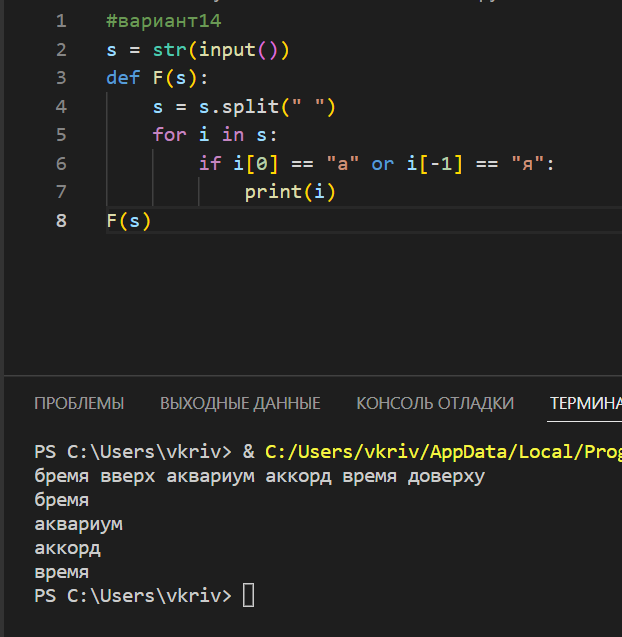 1 #вариант14
2 s = str(input())
3 def F(s):
4 s = s.split(" ")
5 for i in s:
6 if i[0] == "а" or i[-1] == "я":
7 print(i)
8 F(s)
ПРОБЛЕМЫ ВЫХОДНЫЕ ДАННЫЕ КОНСОЛЬ ОТЛАДКИ ТЕРМИНА
PS C:\Users\vkriv> & C:/Users/vkriv/AppData/Local/Prog
бремя вверх аквариум аккорд время доверху
бремя
аквариум
аккорд
время
PS C:\Users\vkriv>